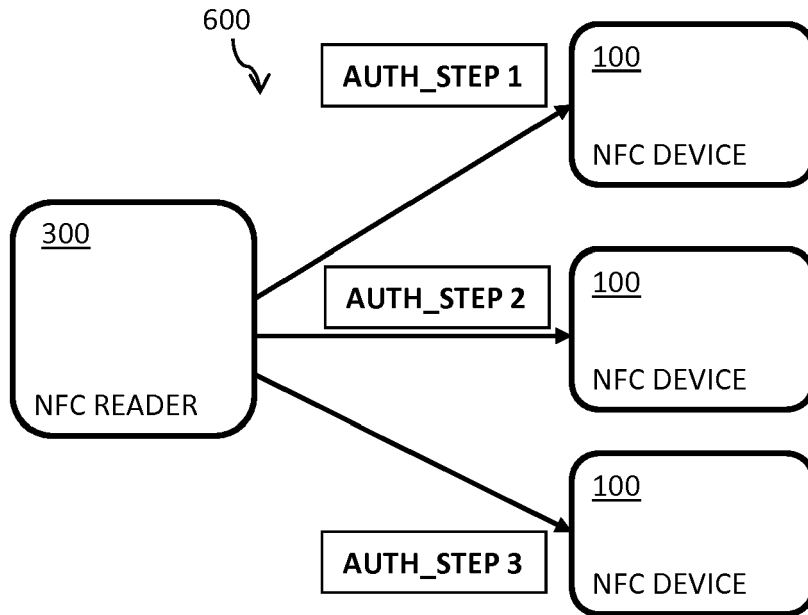 600
AUTH_STEP 1
100
NFC DEVICE
300
NFC READER
AUTH_STEP 2
100
NFC DEVICE
AUTH_STEP 3
100
NFC DEVICE